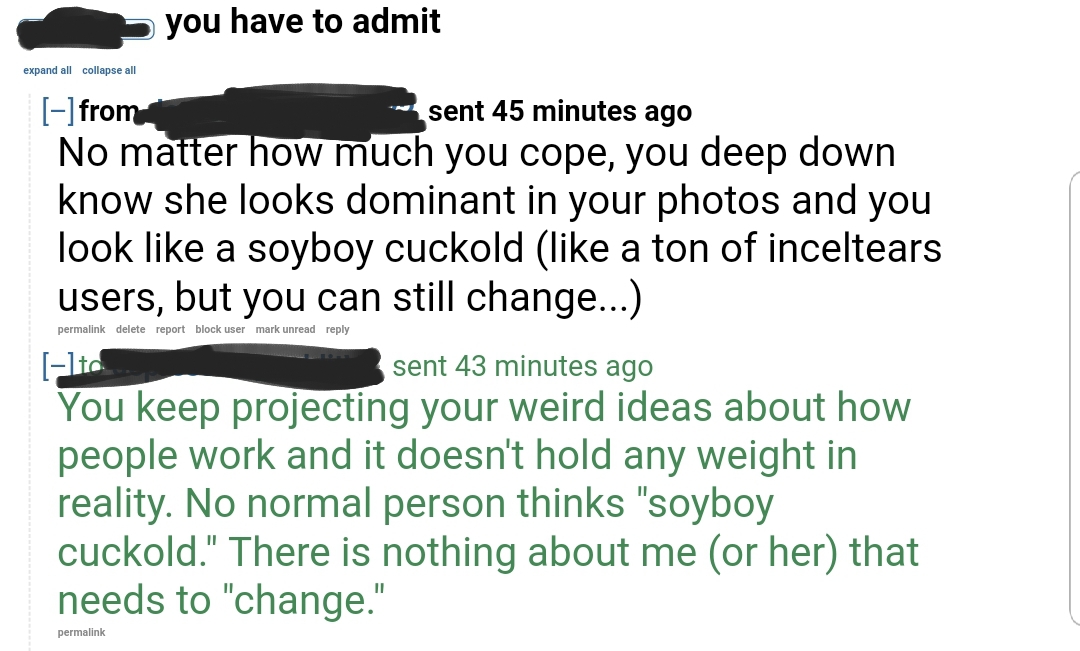 you have to admit
expand all collapse all
[–] from sent 45 minutes ago
No matter how much you cope, you deep down
know she looks dominant in your photos and you
look like a soyboy cuckold (like a ton of inceltears
users, but you can still change...)
permalink delete report block user mark unread reply
[–] to sent 43 minutes ago
You keep projecting your weird ideas about how
people work and it doesn't hold any weight in
reality. No normal person thinks "soyboy
cuckold." There is nothing about me (or her) that
needs to "change."
permalink